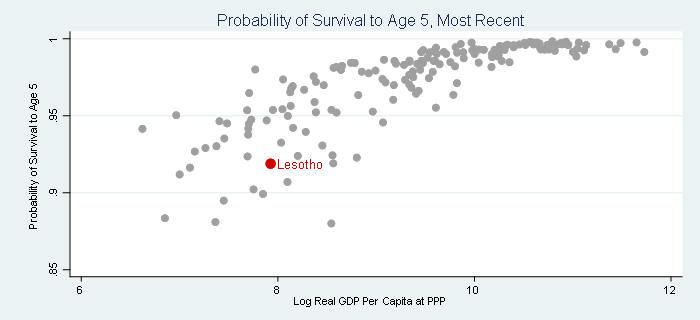 Probability of Survival to Age 5, Most Recent
Probability of Survival to Age 5
1
.95
.9
.85
Lesotho
6
8
10
12
Log Real GDP Per Capita at PPP